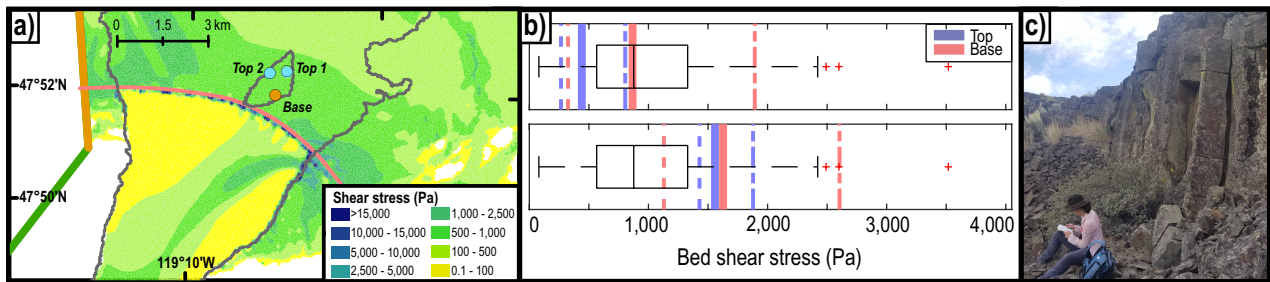 a)
0 1.5 3 km
47°52'N
Top 2
Top 1
Base
47°50'N
119°10'W
Shear stress (Pa)
>15,000
10,000 - 15,000
5,000 - 10,000
2,500 - 5,000
1,000 - 2,500
500 - 1,000
100 - 500
0.1 - 100
b)
Top
Base
0 1,000 2,000 3,000 4,000
Bed shear stress (Pa)
c)